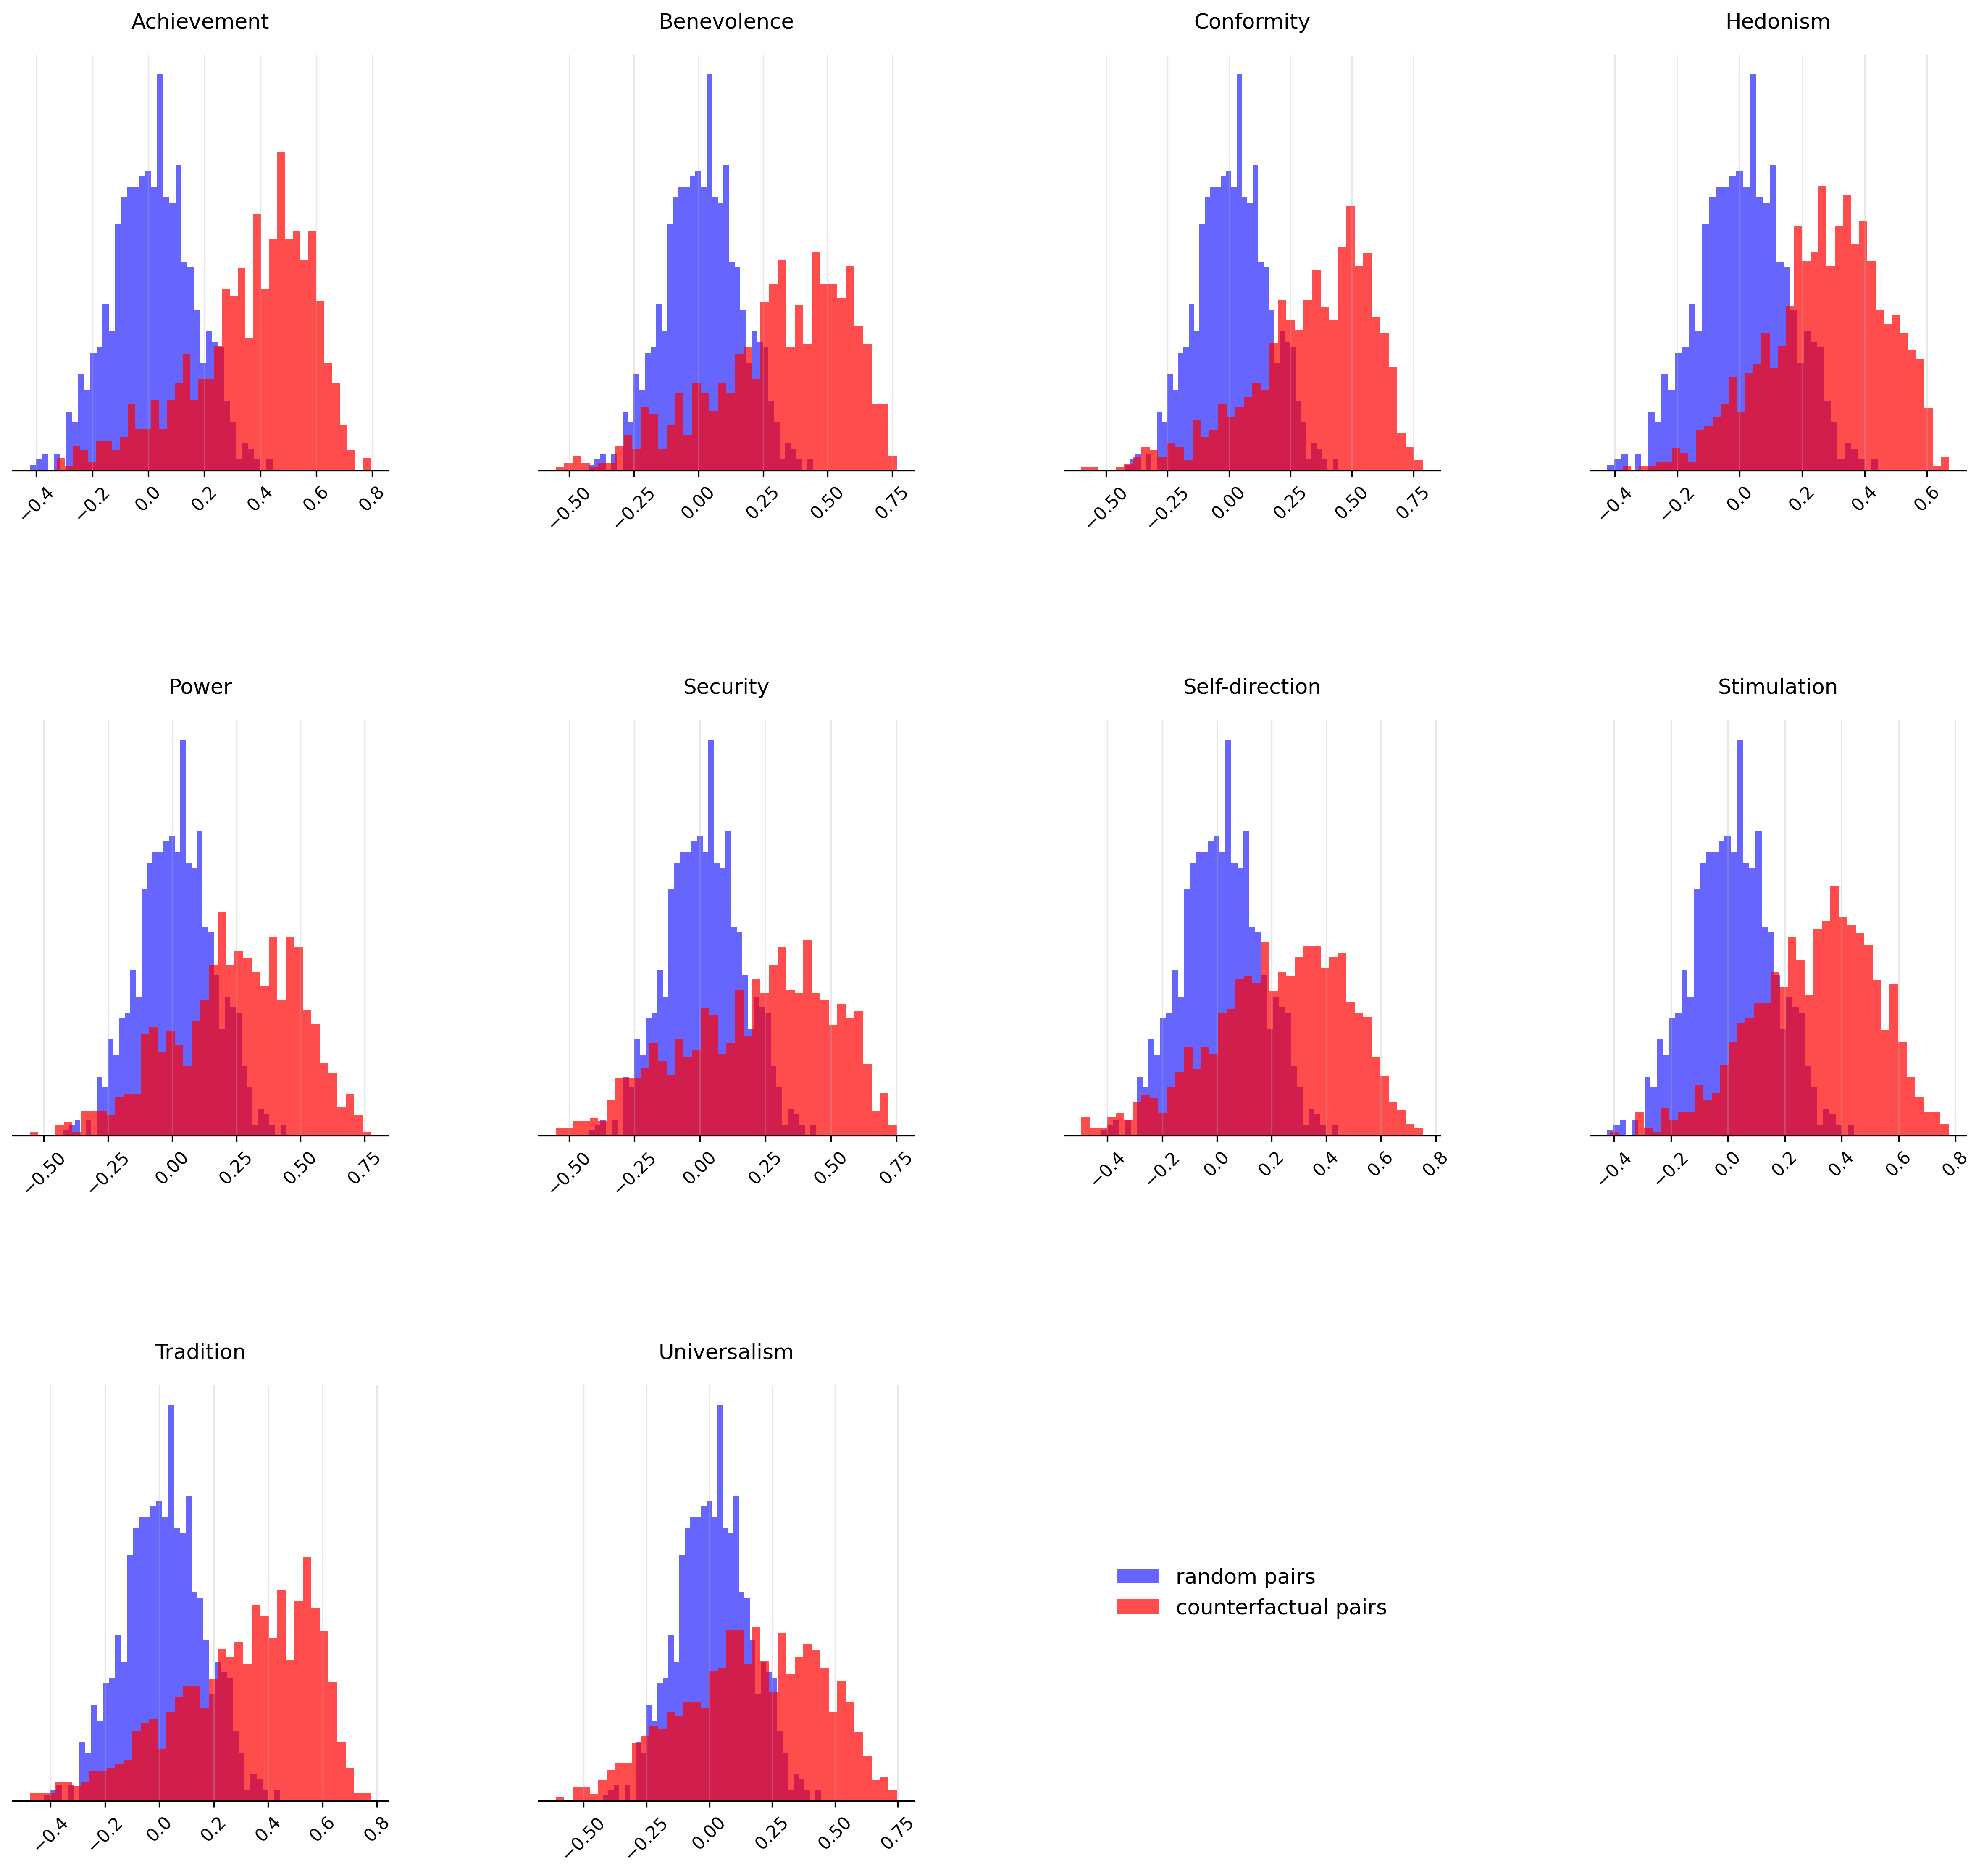 Achievement Benevolence Conformity Hedonism
−0.4 −0.2 0.0 0.2 0.4 0.6 0.8 −0.50 −0.25 0.00 0.25 0.50 0.75 −0.50 −0.25 0.00 0.25 0.50 0.75 −0.4 −0.2 0.0 0.2 0.4 0.6
Power Security Self-direction Stimulation
−0.50 −0.25 0.00 0.25 0.50 0.75 −0.50 −0.25 0.00 0.25 0.50 0.75 −0.4 −0.2 0.0 0.2 0.4 0.6 0.8 −0.4 −0.2 0.0 0.2 0.4 0.6 0.8
Tradition Universalism
random pairs
counterfactual pairs
−0.4 −0.2 0.0 0.2 0.4 0.6 0.8 −0.50 −0.25 0.00 0.25 0.50 0.75